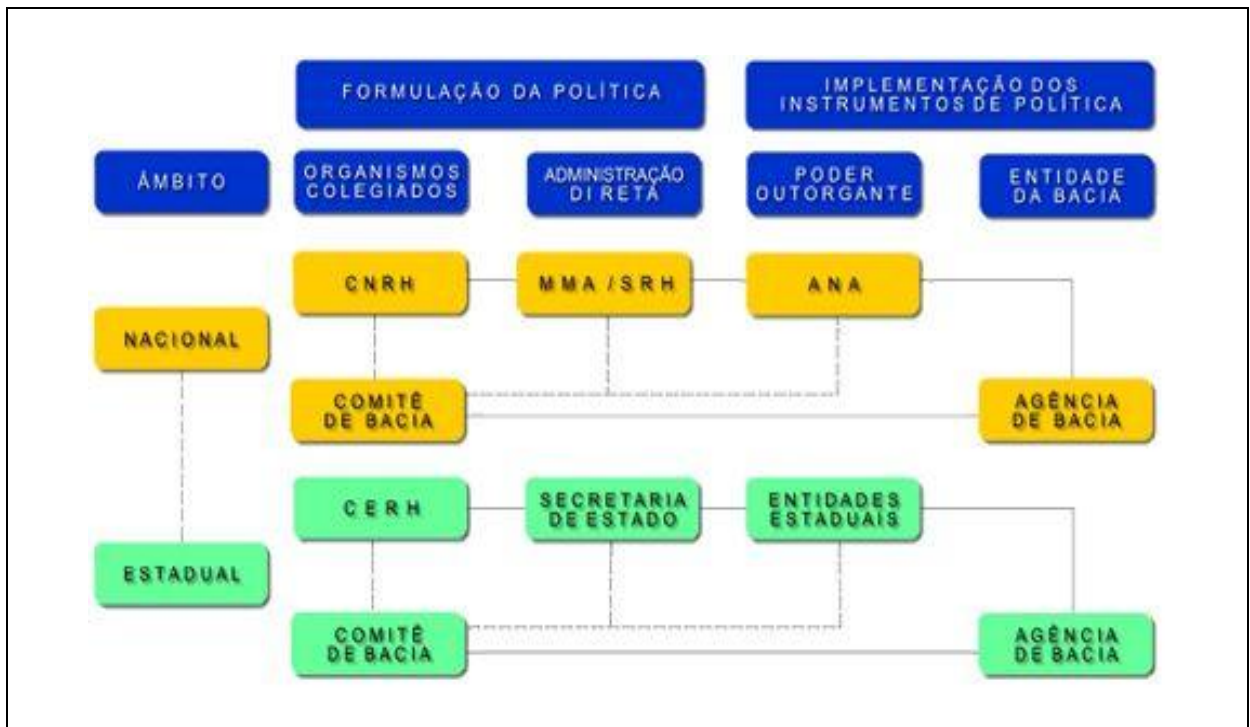 FORMULAÇÃO DA POLÍTICA
IMPLEMENTAÇÃO DOS
INSTRUMENTOS DE POLÍTICA
ÂMBITO
ORGANISMOS
COLEGIADOS
ADMINISTRAÇÃO
DIRETA
PODER
OUTORGANTE
ENTIDADE
DA BACIA
CNRH
MMA / SRH
ANA
NACIONAL
COMITÊ
DE BACIA
AGÊNCIA
DE BACIA
CERH
SECRETARIA
DE ESTADO
ENTIDADES
ESTADUAIS
ESTADUAL
COMITÊ
DE BACIA
AGÊNCIA
DE BACIA